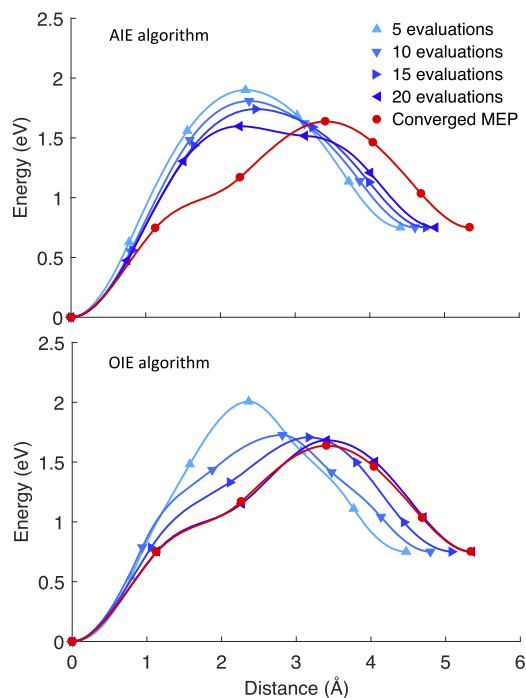 AIE algorithm
5 evaluations
10 evaluations
15 evaluations
20 evaluations
Converged MEP
Energy (eV)
2.5
2
1.5
1
0.5
0
OIE algorithm
Energy (eV)
2.5
2
1.5
1
0.5
0
0 1 2 3 4 5 6
Distance (Å)